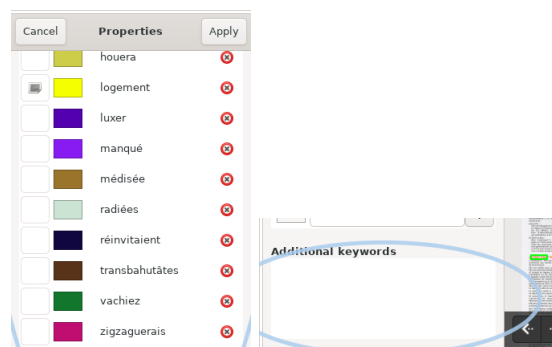 Cancel Properties Apply
houera
logement
luxer
manqué
médisée
radiées
réinvitaient
transbahutâtes
vachiez
zigzaguerais
Additional keywords